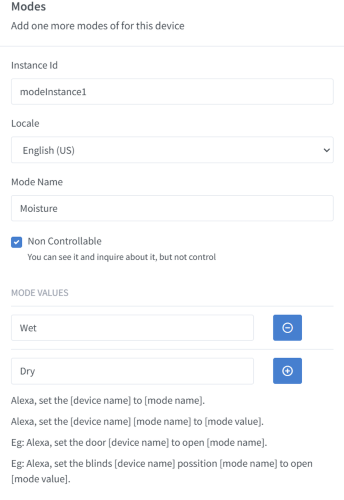 Modes
Add one more modes of for this device
Instance Id
modeInstance1
Locale
English (US)
Mode Name
Moisture
Non Controllable
You can see it and inquire about it, but not control
MODE VALUES
Wet
Dry
Alexa, set the [device name] to [mode name].
Alexa, set the [device name] [mode name] to [mode value].
Eg: Alexa, set the door [device name] to open [mode name].
Eg: Alexa, set the blinds [device name] possition [mode name] to open
[mode value].